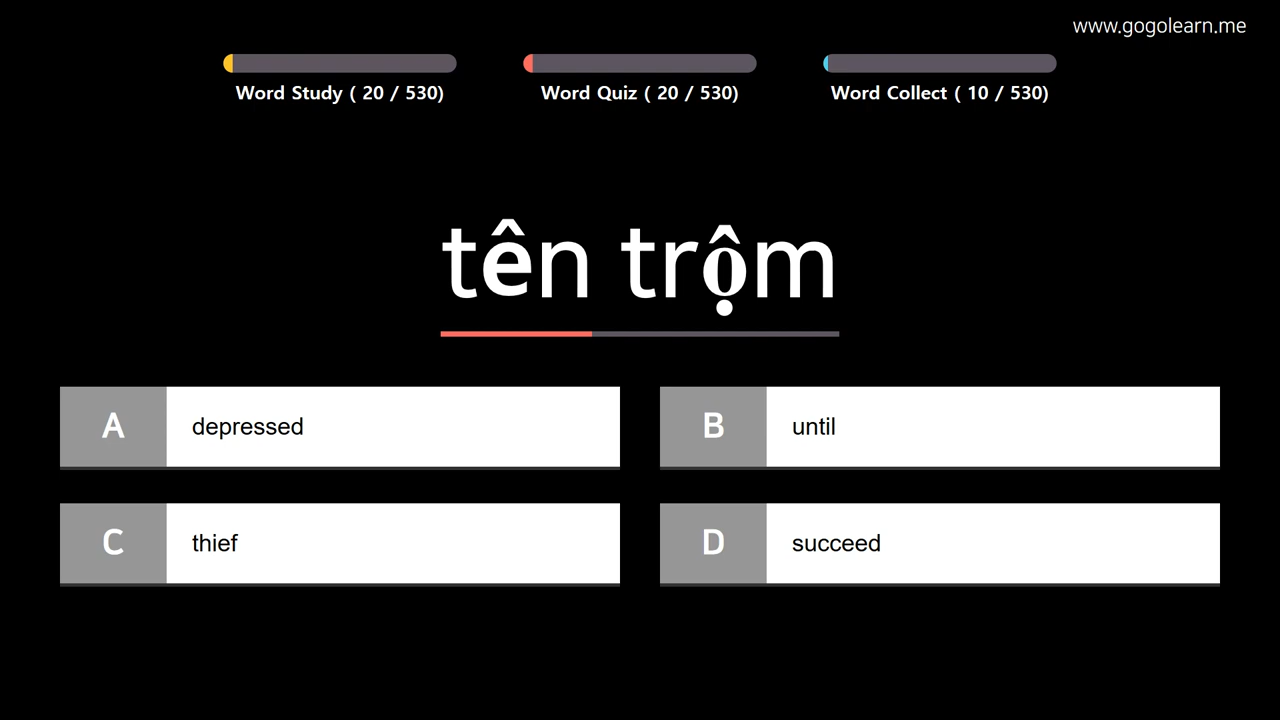 www.gogolearn.me
Word Study ( 20 / 530)
Word Quiz ( 20 / 530)
Word Collect ( 10 / 530)
tên trộm
A depressed
B until
C thief
D succeed